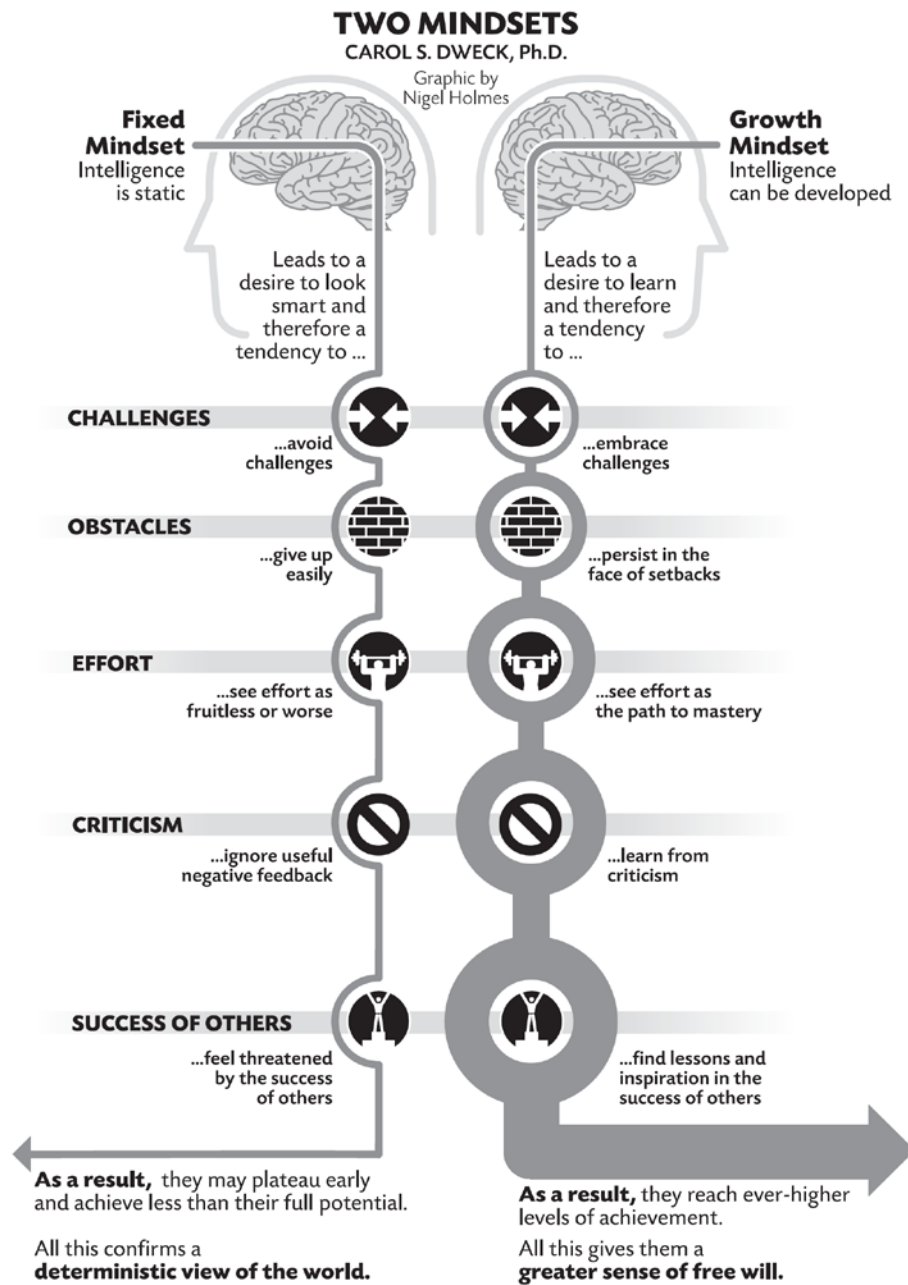 TWO MINDSETS
CAROL S. DWECK, Ph.D.
Graphic by
Nigel Holmes
Fixed
Mindset
Intelligence
is static
Growth
Mindset
Intelligence
can be developed
Leads to a
desire to look
smart and
therefore a
tendency to ...
Leads to a
desire to learn
and therefore
a tendency
to ...
CHALLENGES
...avoid
challenges
...embrace
challenges
OBSTACLES
...give up
easily
...persist in the
face of setbacks
EFFORT
...see effort as
fruitless or worse
...see effort as
the path to mastery
CRITICISM
...ignore useful
negative feedback
...learn from
criticism
SUCCESS OF OTHERS
...feel threatened
by the success
of others
...find lessons and
inspiration in the
success of others
As a result, they may plateau early
and achieve less than their full potential.
All this confirms a
deterministic view of the world.
As a result, they reach ever-higher
levels of achievement.
All this gives them a
greater sense of free will.